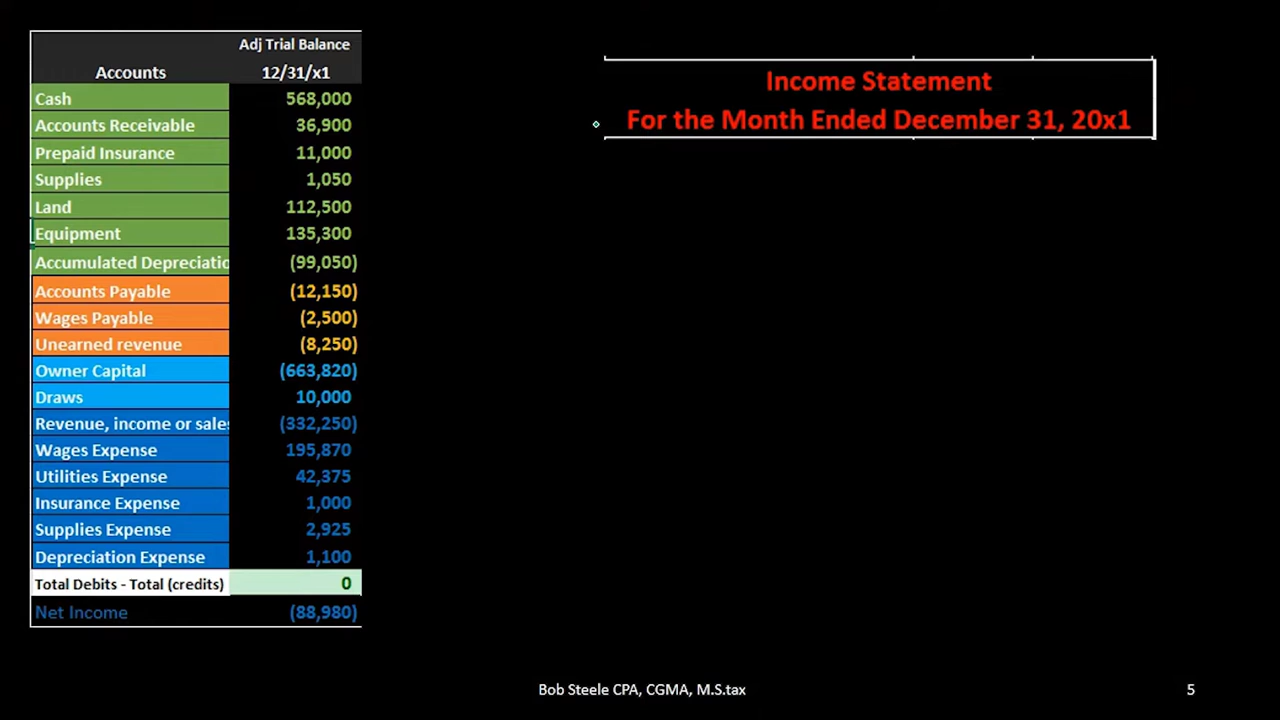 Adj Trial Balance
Accounts 12/31/x1
Cash 568,000
Accounts Receivable 36,900
Prepaid Insurance 11,000
Supplies 1,050
Land 112,500
Equipment 135,300
Accumulated Depreciatio (99,050)
Accounts Payable (12,150)
Wages Payable (2,500)
Unearned revenue (8,250)
Owner Capital (663,820)
Draws 10,000
Revenue, income or sales (332,250)
Wages Expense 195,870
Utilities Expense 42,375
Insurance Expense 1,000
Supplies Expense 2,925
Depreciation Expense 1,100
Total Debits - Total (credits) 0
Net Income (88,980)
Income Statement
For the Month Ended December 31, 20x1
Bob Steele CPA, CGMA, M.S.tax
5